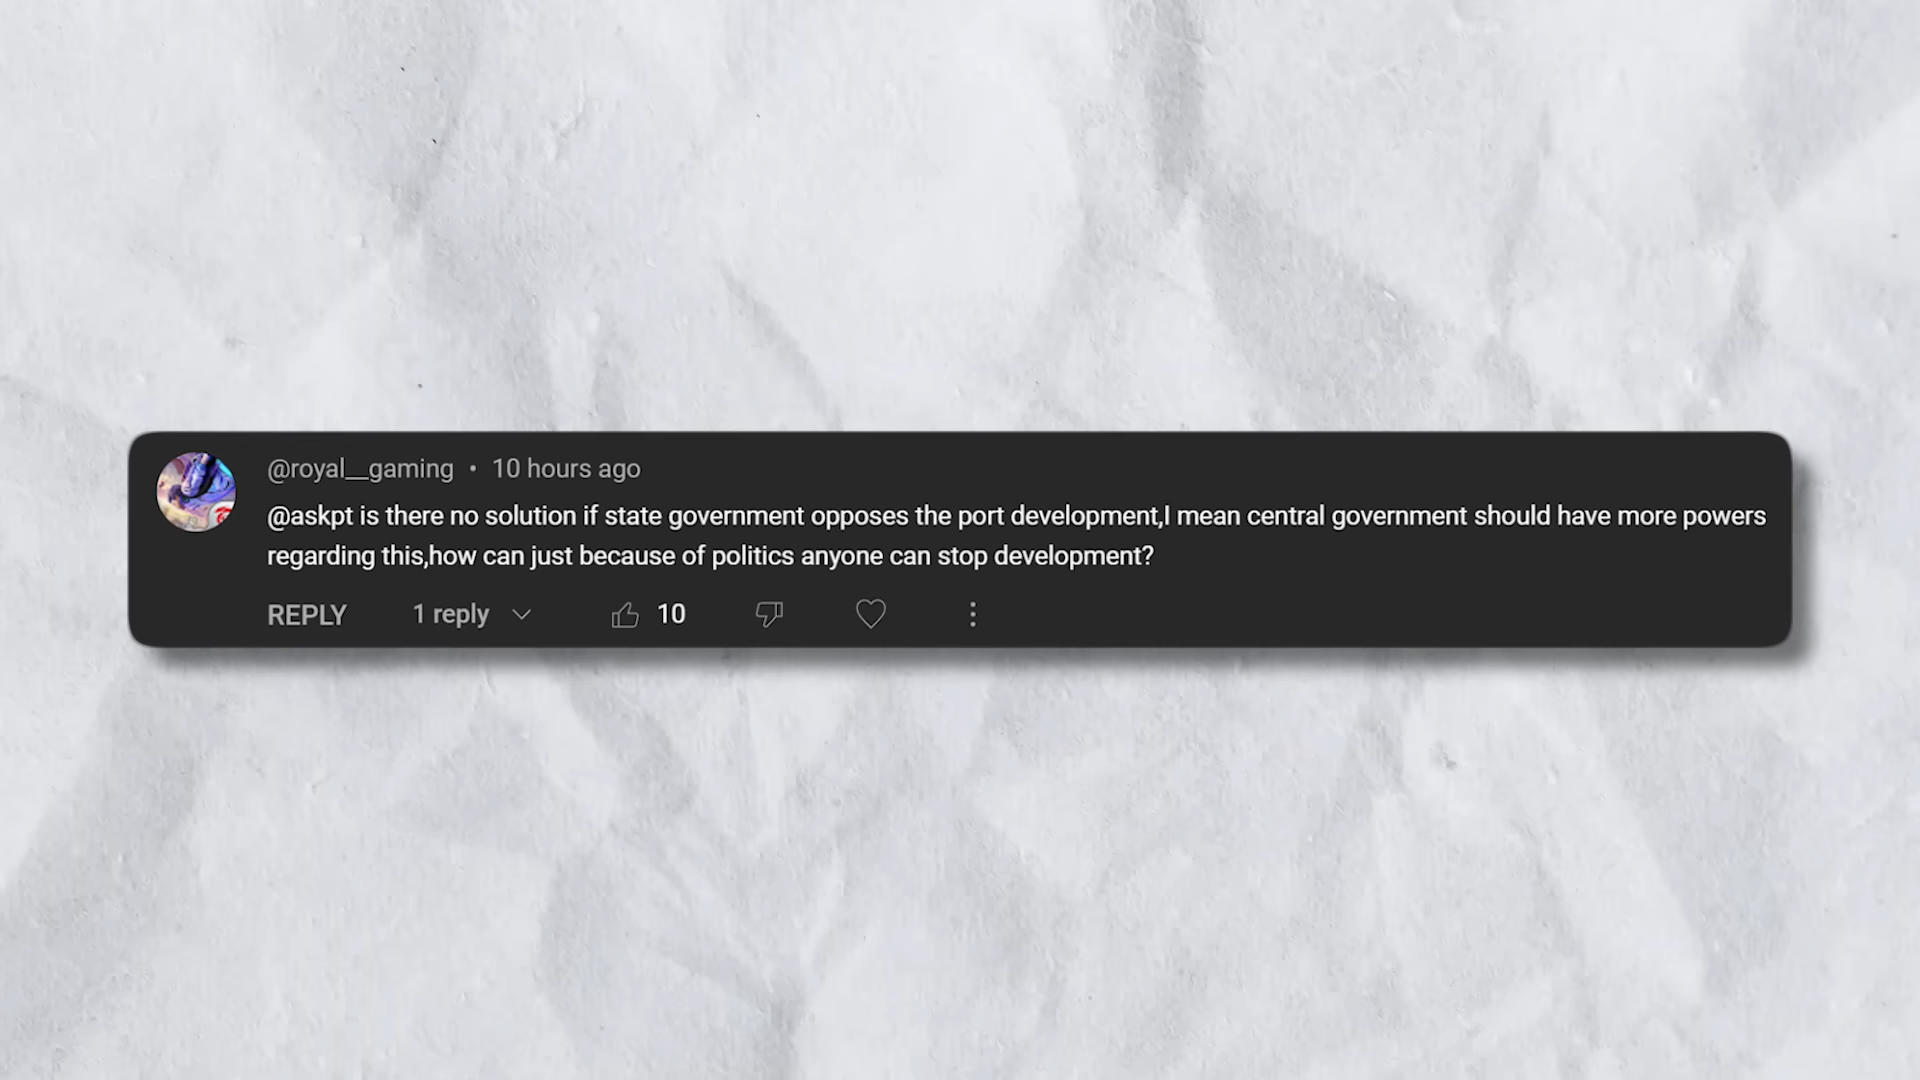 @royal__gaming • 10 hours ago
@askpt is there no solution if state government opposes the port development,I mean central government should have more powers
regarding this,how can just because of politics anyone can stop development?
REPLY 1 reply 10